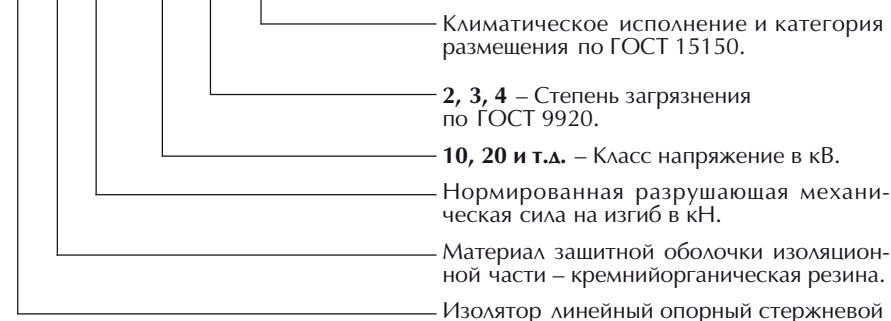 Климатическое исполнение и категория
размещения по ГОСТ 15150.
2, 3, 4 – Степень загрязнения
по ГОСТ 9920.
10, 20 и т.д. – Класс напряжение в кВ.
Нормированная разрушающая механи-
ческая сила на изгиб в кН.
Материал защитной оболочки изоляцион-
ной части – кремнийорганическая резина.
Изолятор линейный опорный стержневой